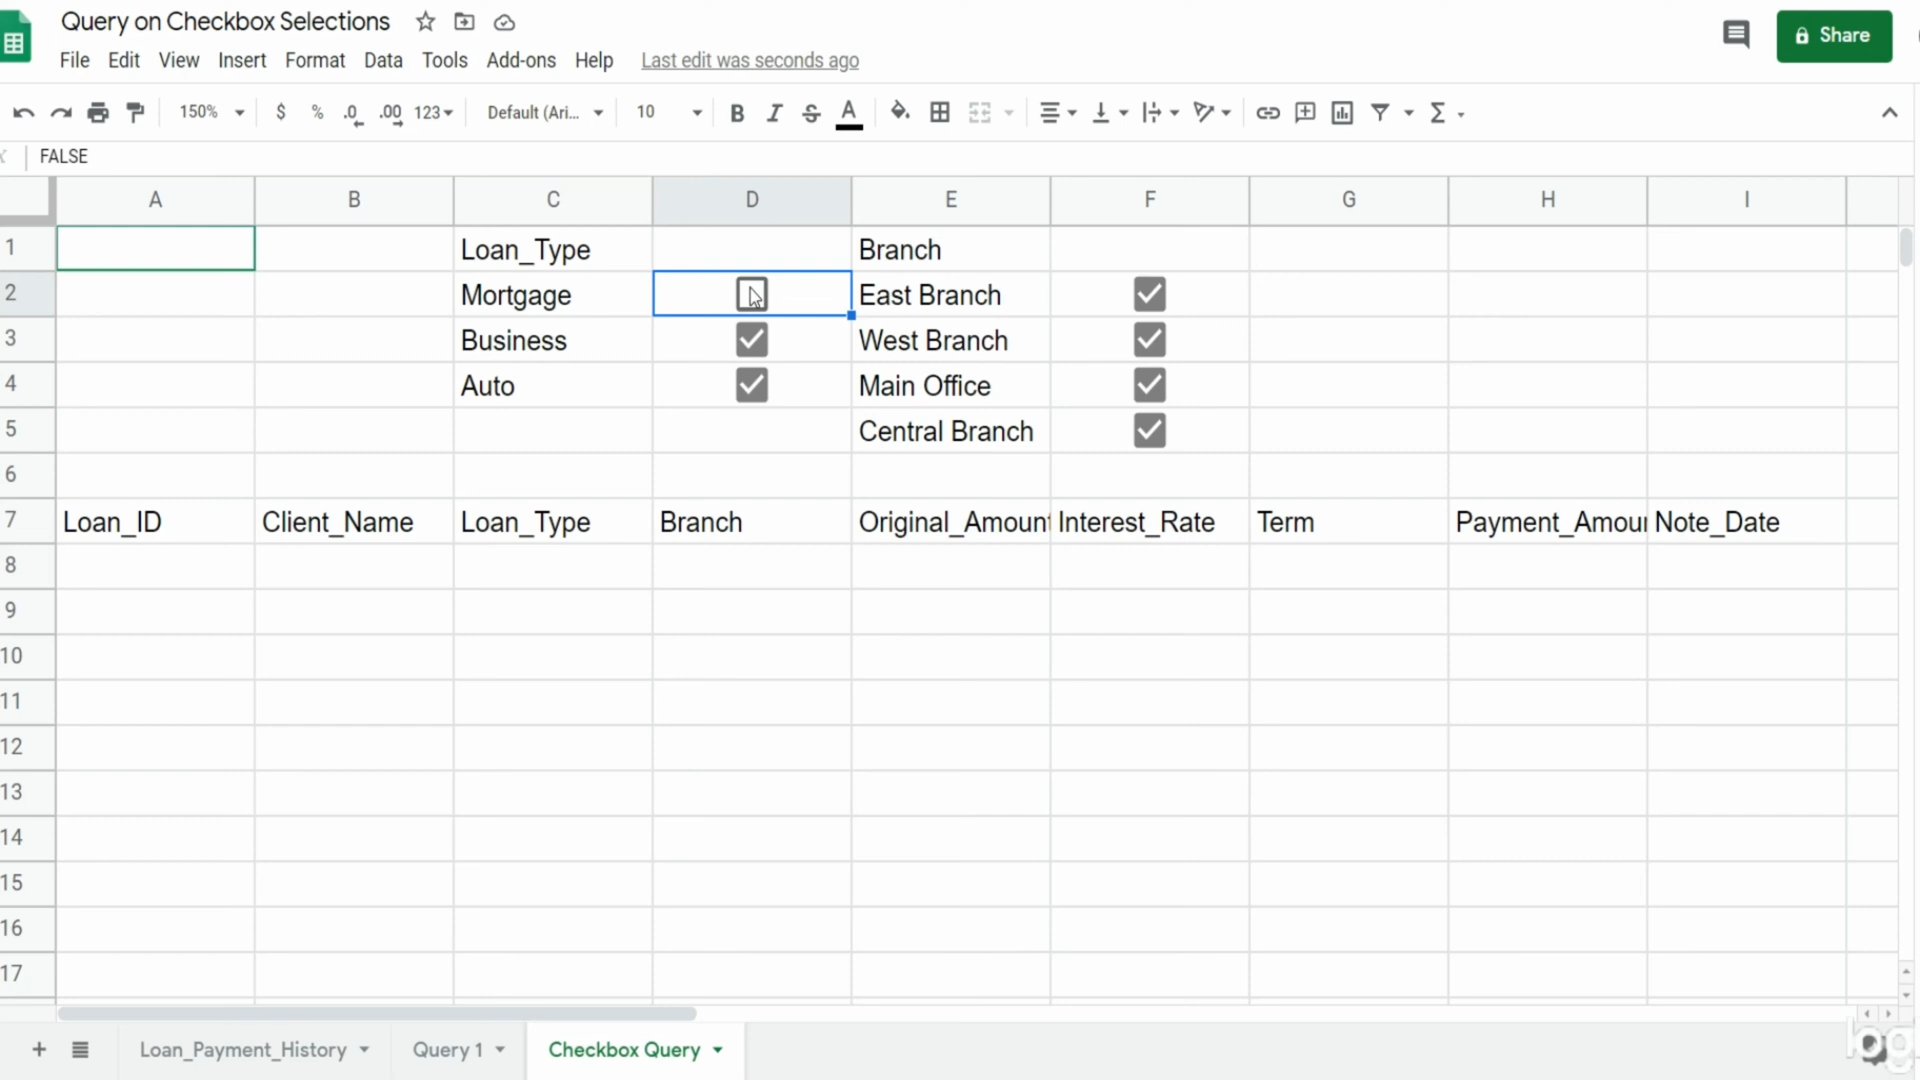 Query on Checkbox Selections
Share
File Edit View Insert Format Data Tools Add-ons Help Last edit was seconds ago
150% $ % .0 .00 123 Default (Ari... 10 B I S A Σ
FALSE
A B C D E F G H I
1 Loan_Type Branch
2 Mortgage East Branch
3 Business West Branch
4 Auto Main Office
5 Central Branch
6
7 Loan_ID Client_Name Loan_Type Branch Original_Amount Interest_Rate Term Payment_Amour Note_Date
8
9
10
11
12
13
14
15
16
17
+ Loan_Payment_History Query 1 Checkbox Query
log